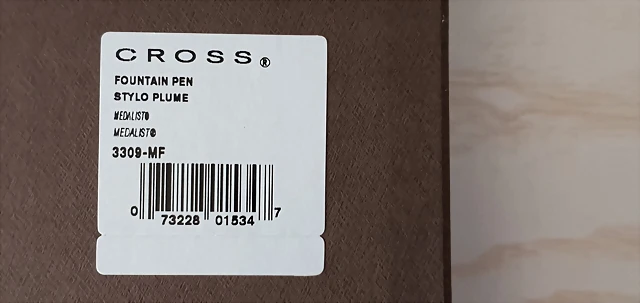 CROSS®
FOUNTAIN PEN
STYLO PLUME
MEDALIST®
MEDALIST®
3309-MF
0 73228 01534 7